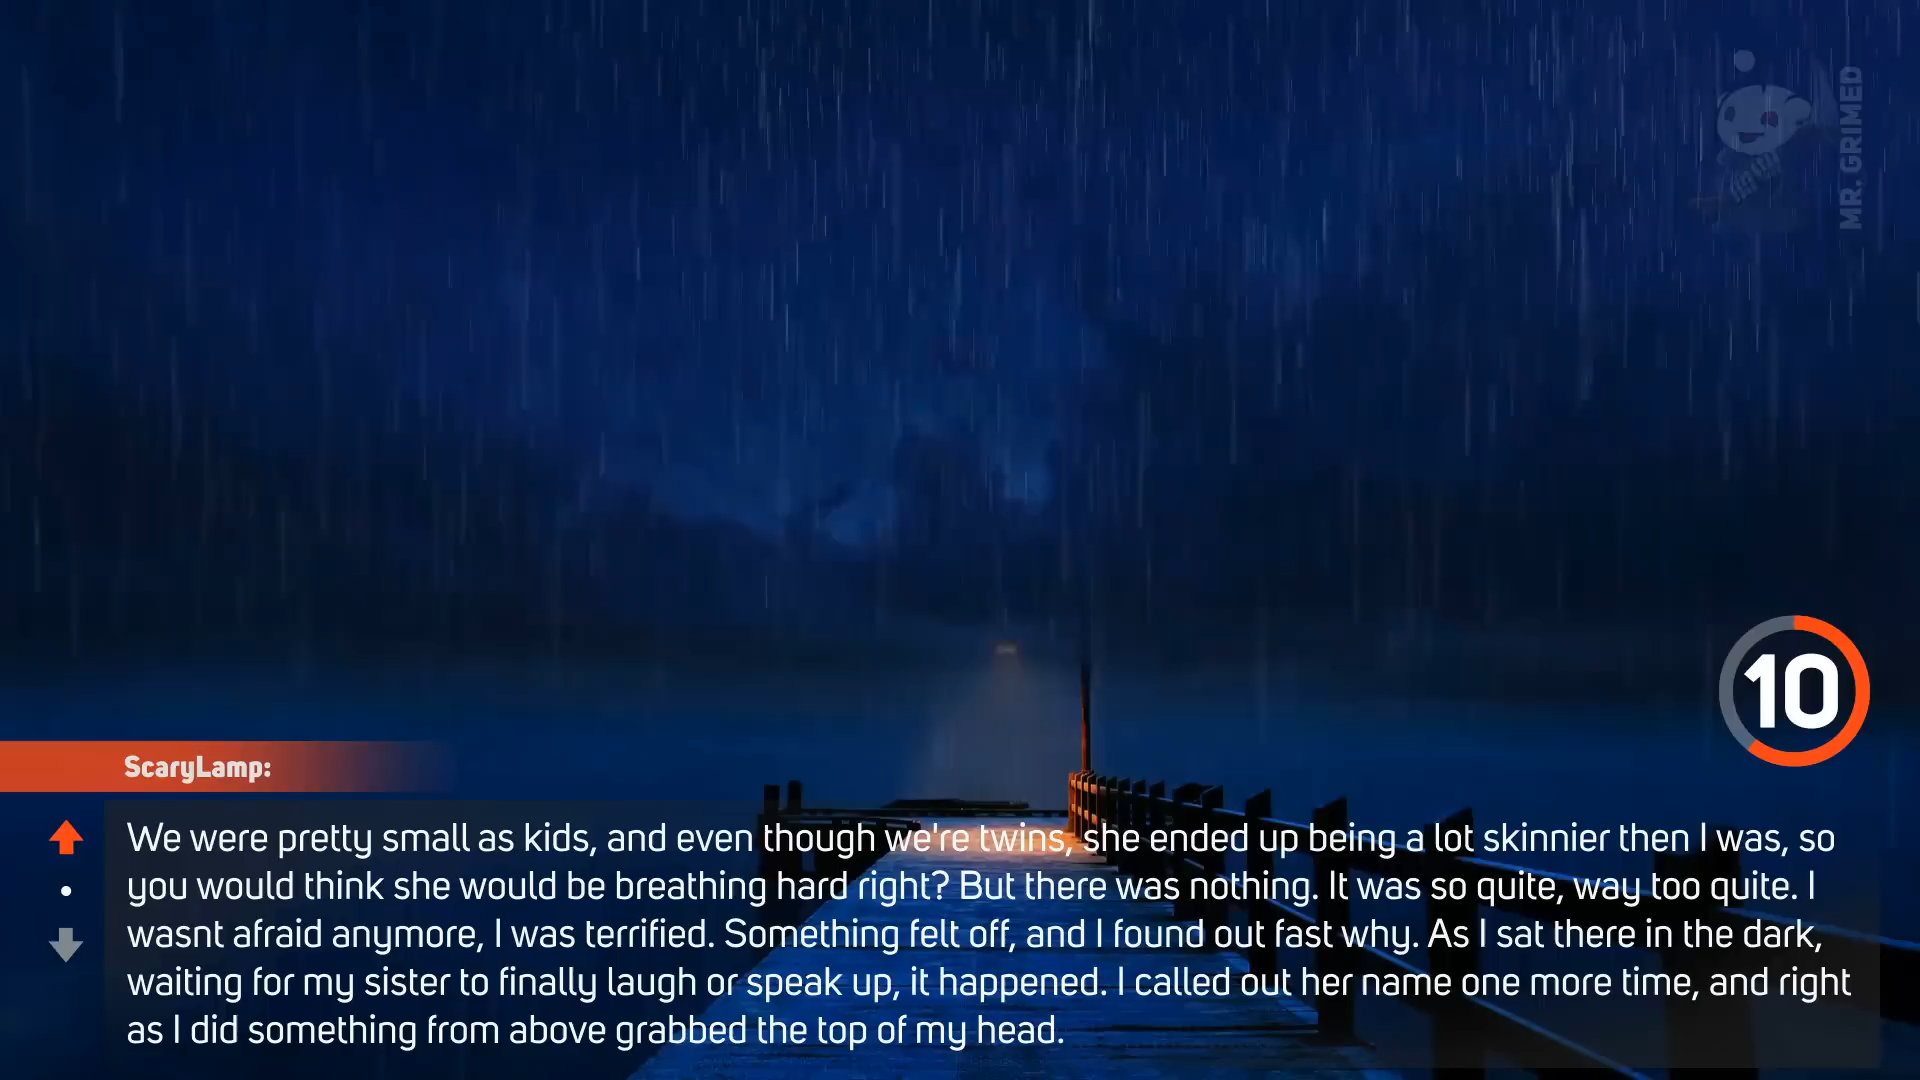 MR. GRIMED
10
ScaryLamp:
We were pretty small as kids, and even though we're twins, she ended up being a lot skinnier then I was, so
you would think she would be breathing hard right? But there was nothing. It was so quite, way too quite. I
wasnt afraid anymore, I was terrified. Something felt off, and I found out fast why. As I sat there in the dark,
waiting for my sister to finally laugh or speak up, it happened. I called out her name one more time, and right
as I did something from above grabbed the top of my head.